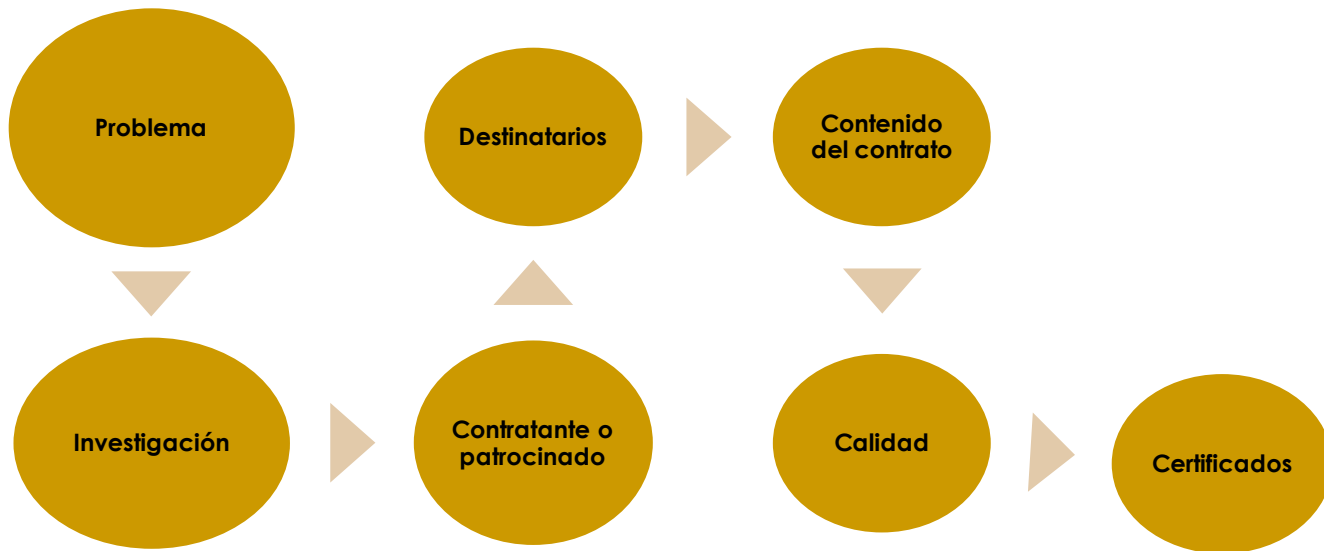 Problema
Investigación
Contratante o
patrocinado
Destinatarios
Contenido
del contrato
Calidad
Certificados